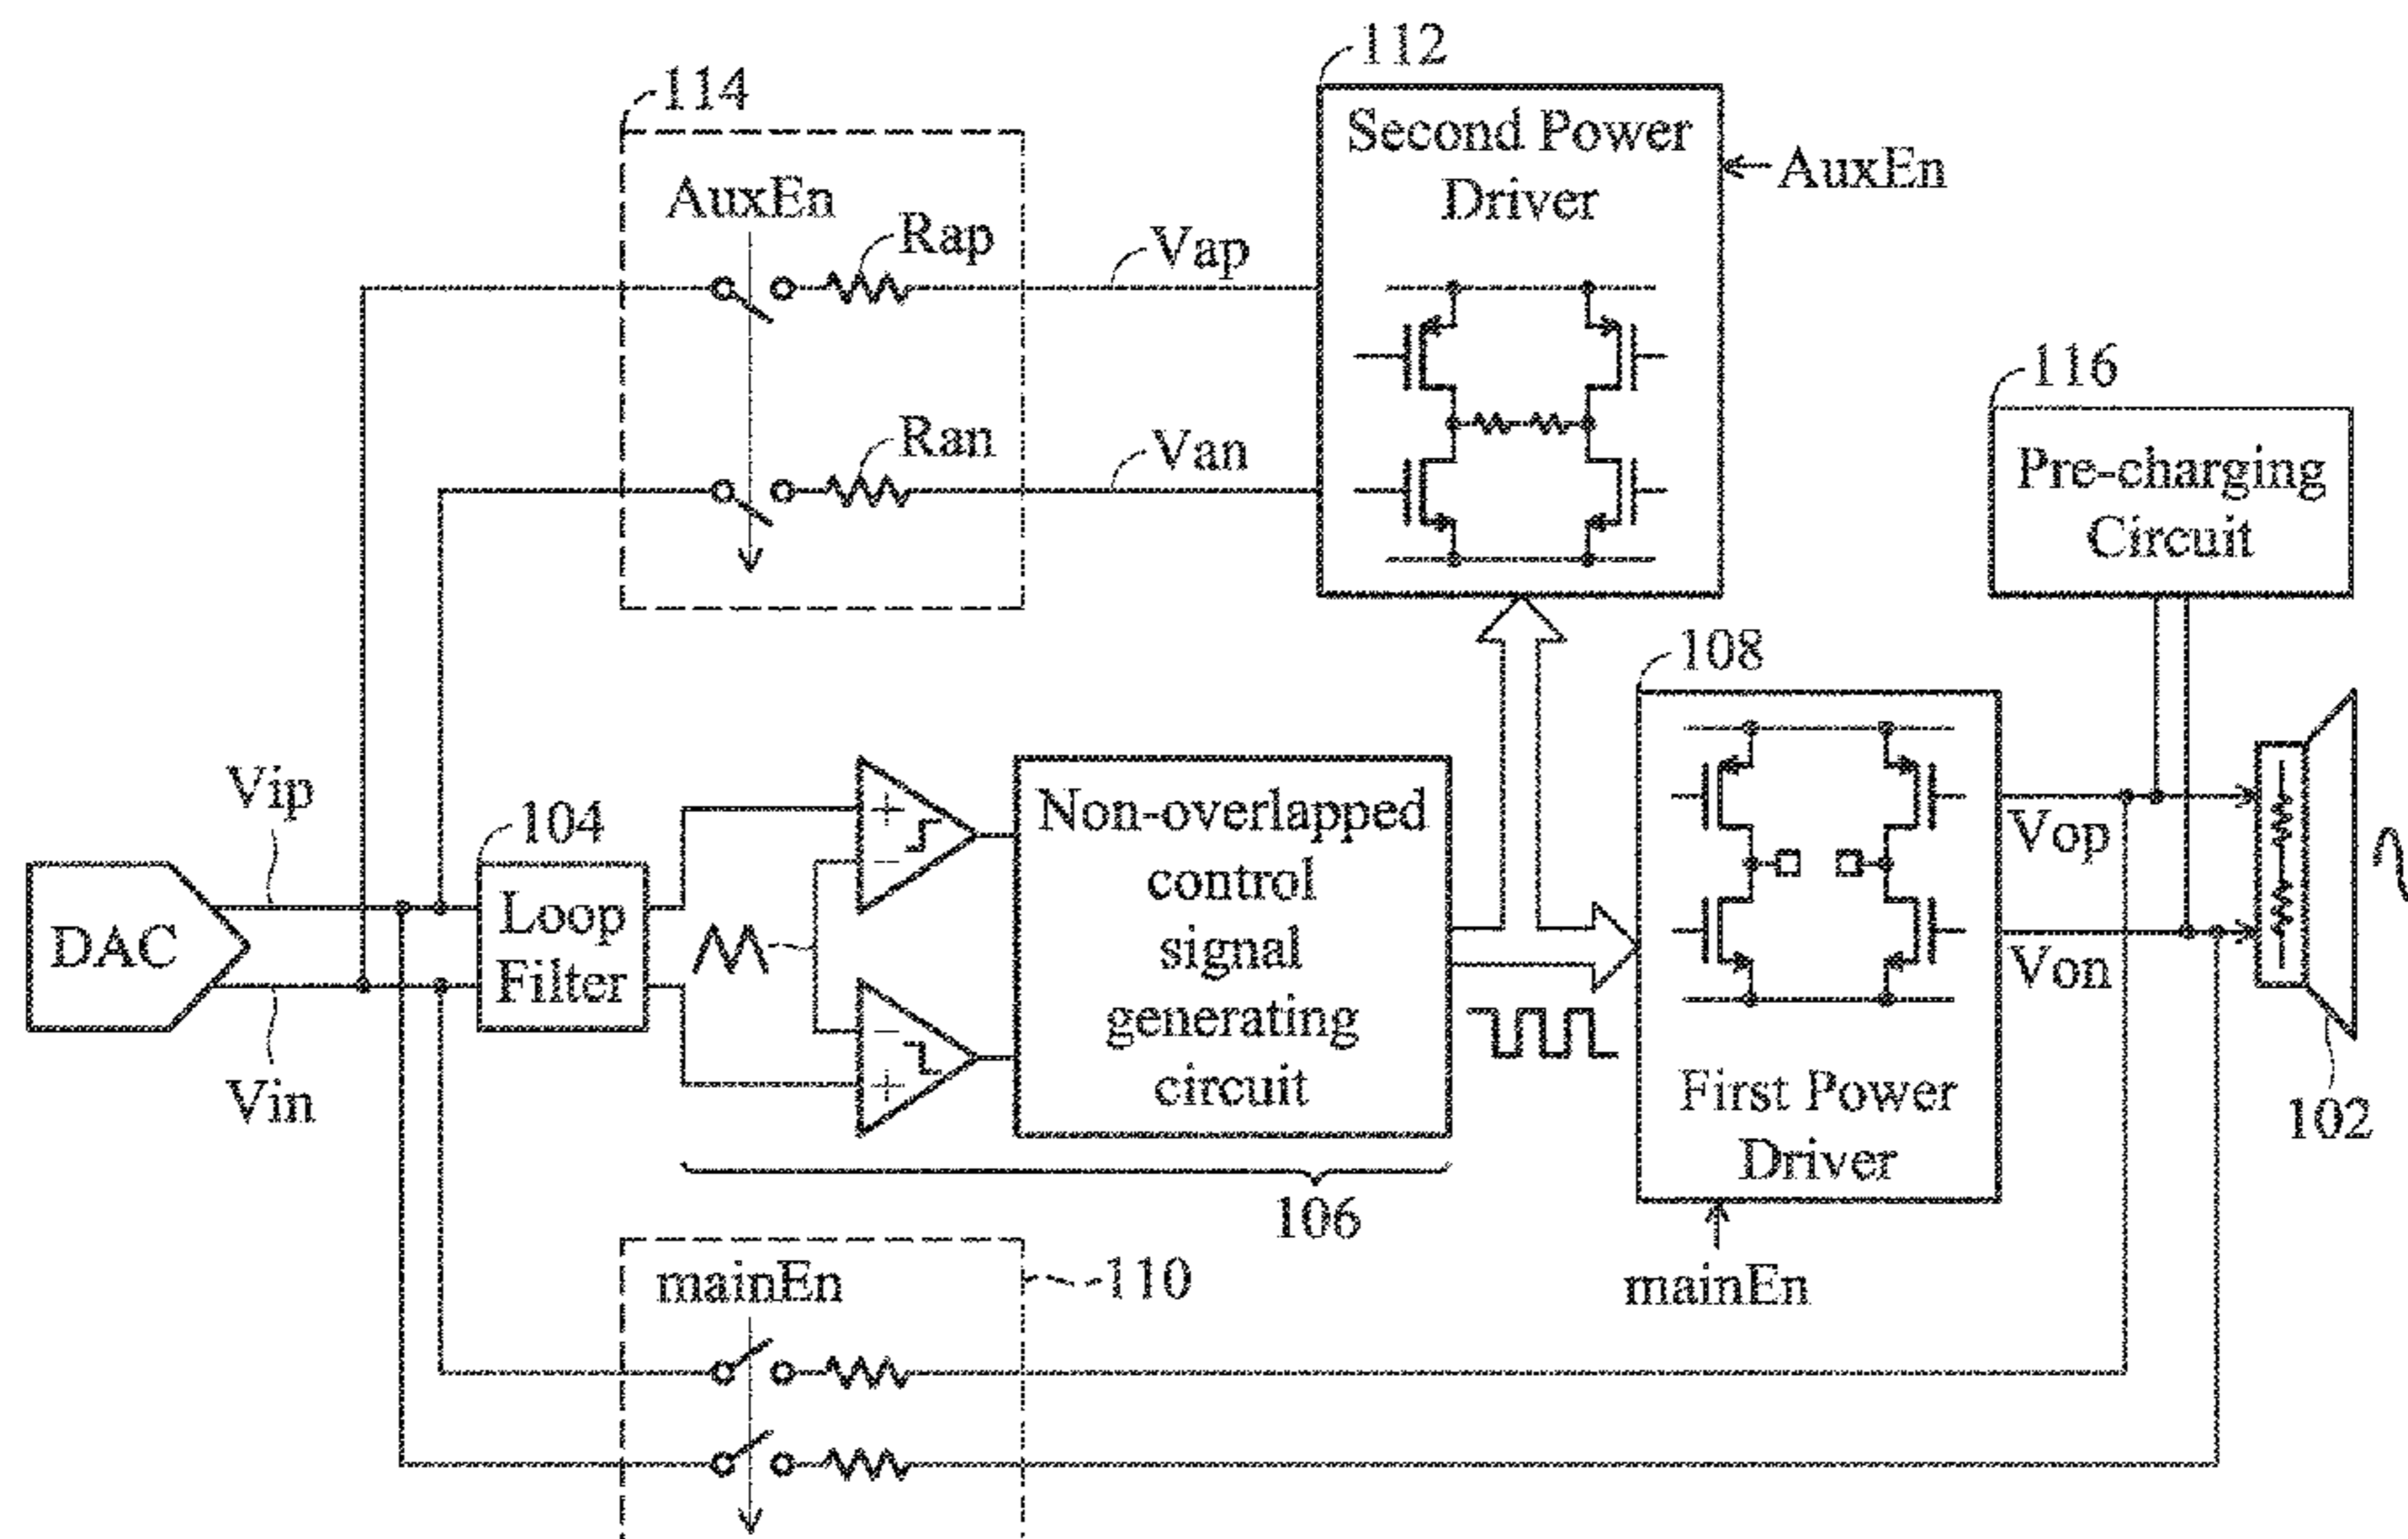 112
114
Second Power
Driver
AuxEn
AuxEn
Rap
Vap
Ran
Van
116
Pre-charging
Circuit
108
Vip
104
DAC
Loop
Filter
Vin
+
−
−
+
Non-overlapped
control
signal
generating
circuit
106
Vop
Von
First Power
Driver
mainEn
102
mainEn
110